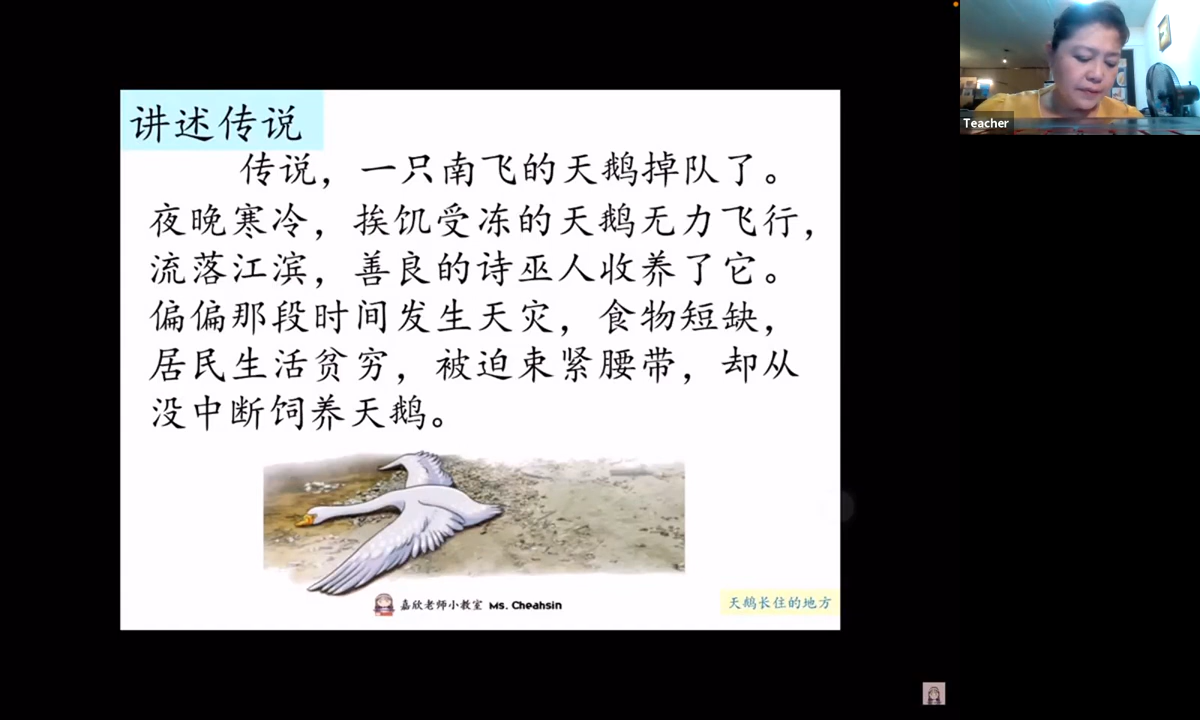 讲述传说
传说，一只南飞的天鹅掉队了。
夜晚寒冷，挨饥受冻的天鹅无力飞行，
流落江滨，善良的诗巫人收养了它。
偏偏那段时间发生天灾，食物短缺，
居民生活贫穷，被迫束紧腰带，却从
没中断饲养天鹅。
嘉欣老师小教室 Ms. Cheahsin
天鹅长住的地方
Teacher